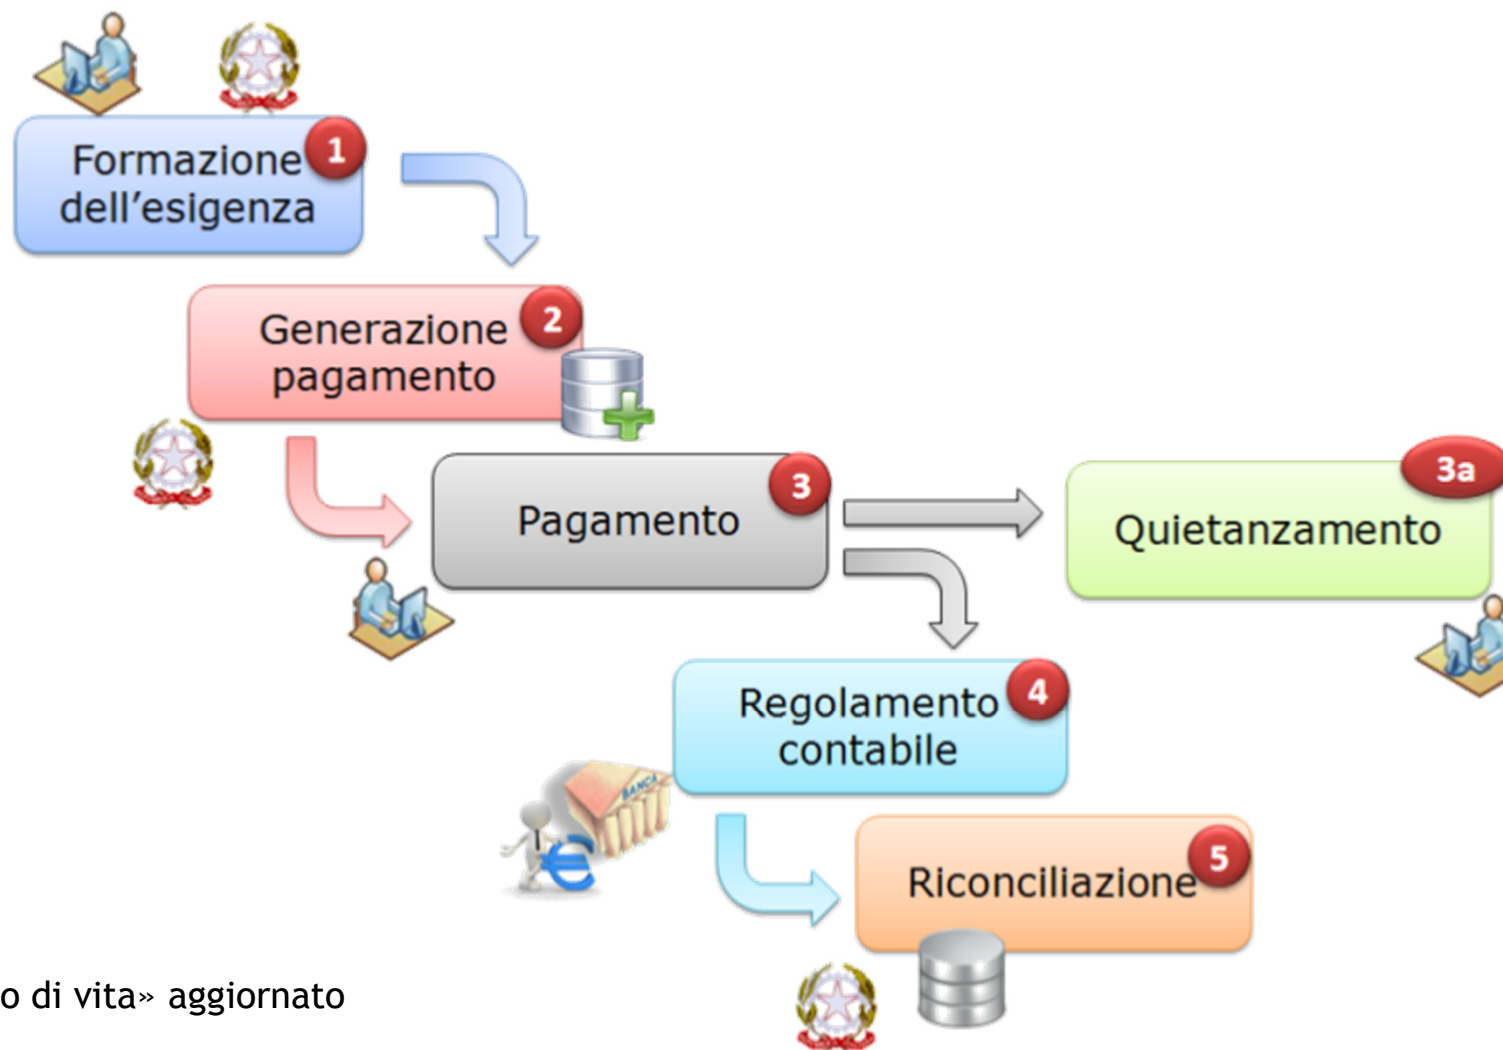 Formazione
dell’esigenza
1
Generazione
pagamento
2
Pagamento
3
Quietanzamento
3a
Regolamento
contabile
4
BANCA
Riconciliazione
5
o di vita» aggiornato